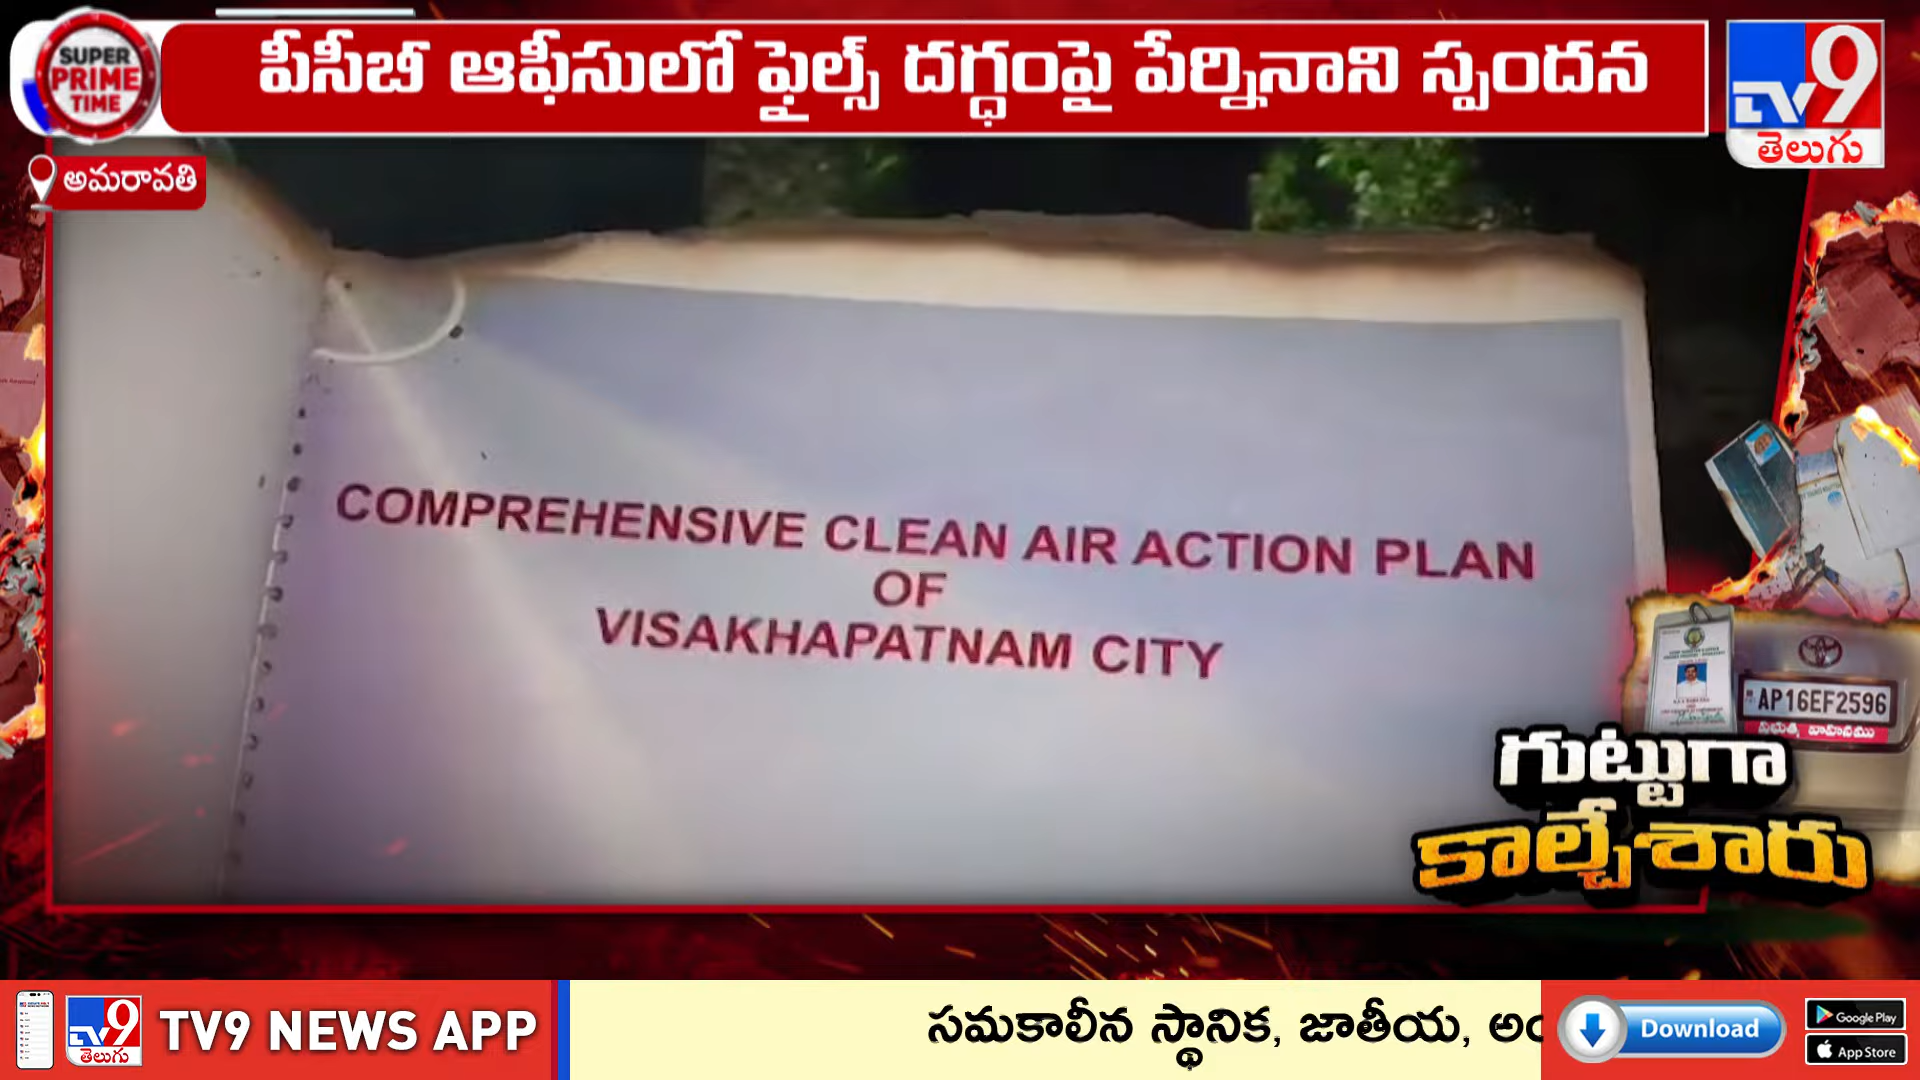 SUPER
PRIME
TIME
పీసీబీ ఆఫీసులో ఫైల్స్ దగ్ధంపై పేర్నినాని స్పందన
TV9
తెలుగు
అమరావతి
COMPREHENSIVE CLEAN AIR ACTION PLAN
OF
VISAKHAPATNAM CITY
AP16EF2596
గుట్టుగా
కాల్చేశారు
TV9
తెలుగు
TV9 NEWS APP
సమకాలీన స్థానిక, జాతీయ,
Download
Google Play
App Store